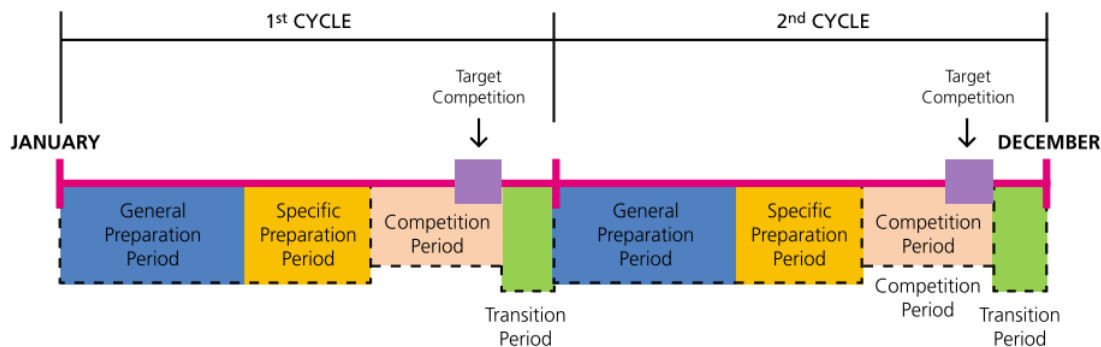 1st CYCLE
2nd CYCLE
Target
Competition
Target
Competition
JANUARY
DECEMBER
General
Preparation
Period
Specific
Preparation
Period
Competition
Period
General
Preparation
Period
Specific
Preparation
Period
Competition
Period
Competition
Period
Transition
Period
Transition
Period